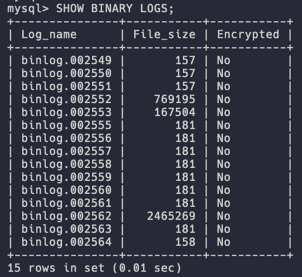 mysql> SHOW BINARY LOGS;
+---------------+-----------+-----------+
| Log_name      | File_size | Encrypted |
+---------------+-----------+-----------+
| binlog.002549 |       157 | No        |
| binlog.002550 |       157 | No        |
| binlog.002551 |       157 | No        |
| binlog.002552 |    769195 | No        |
| binlog.002553 |    167504 | No        |
| binlog.002555 |       181 | No        |
| binlog.002556 |       181 | No        |
| binlog.002557 |       181 | No        |
| binlog.002558 |       181 | No        |
| binlog.002559 |       181 | No        |
| binlog.002560 |       181 | No        |
| binlog.002561 |       181 | No        |
| binlog.002562 |   2465269 | No        |
| binlog.002563 |       181 | No        |
| binlog.002564 |       158 | No        |
+---------------+-----------+-----------+
15 rows in set (0.01 sec)